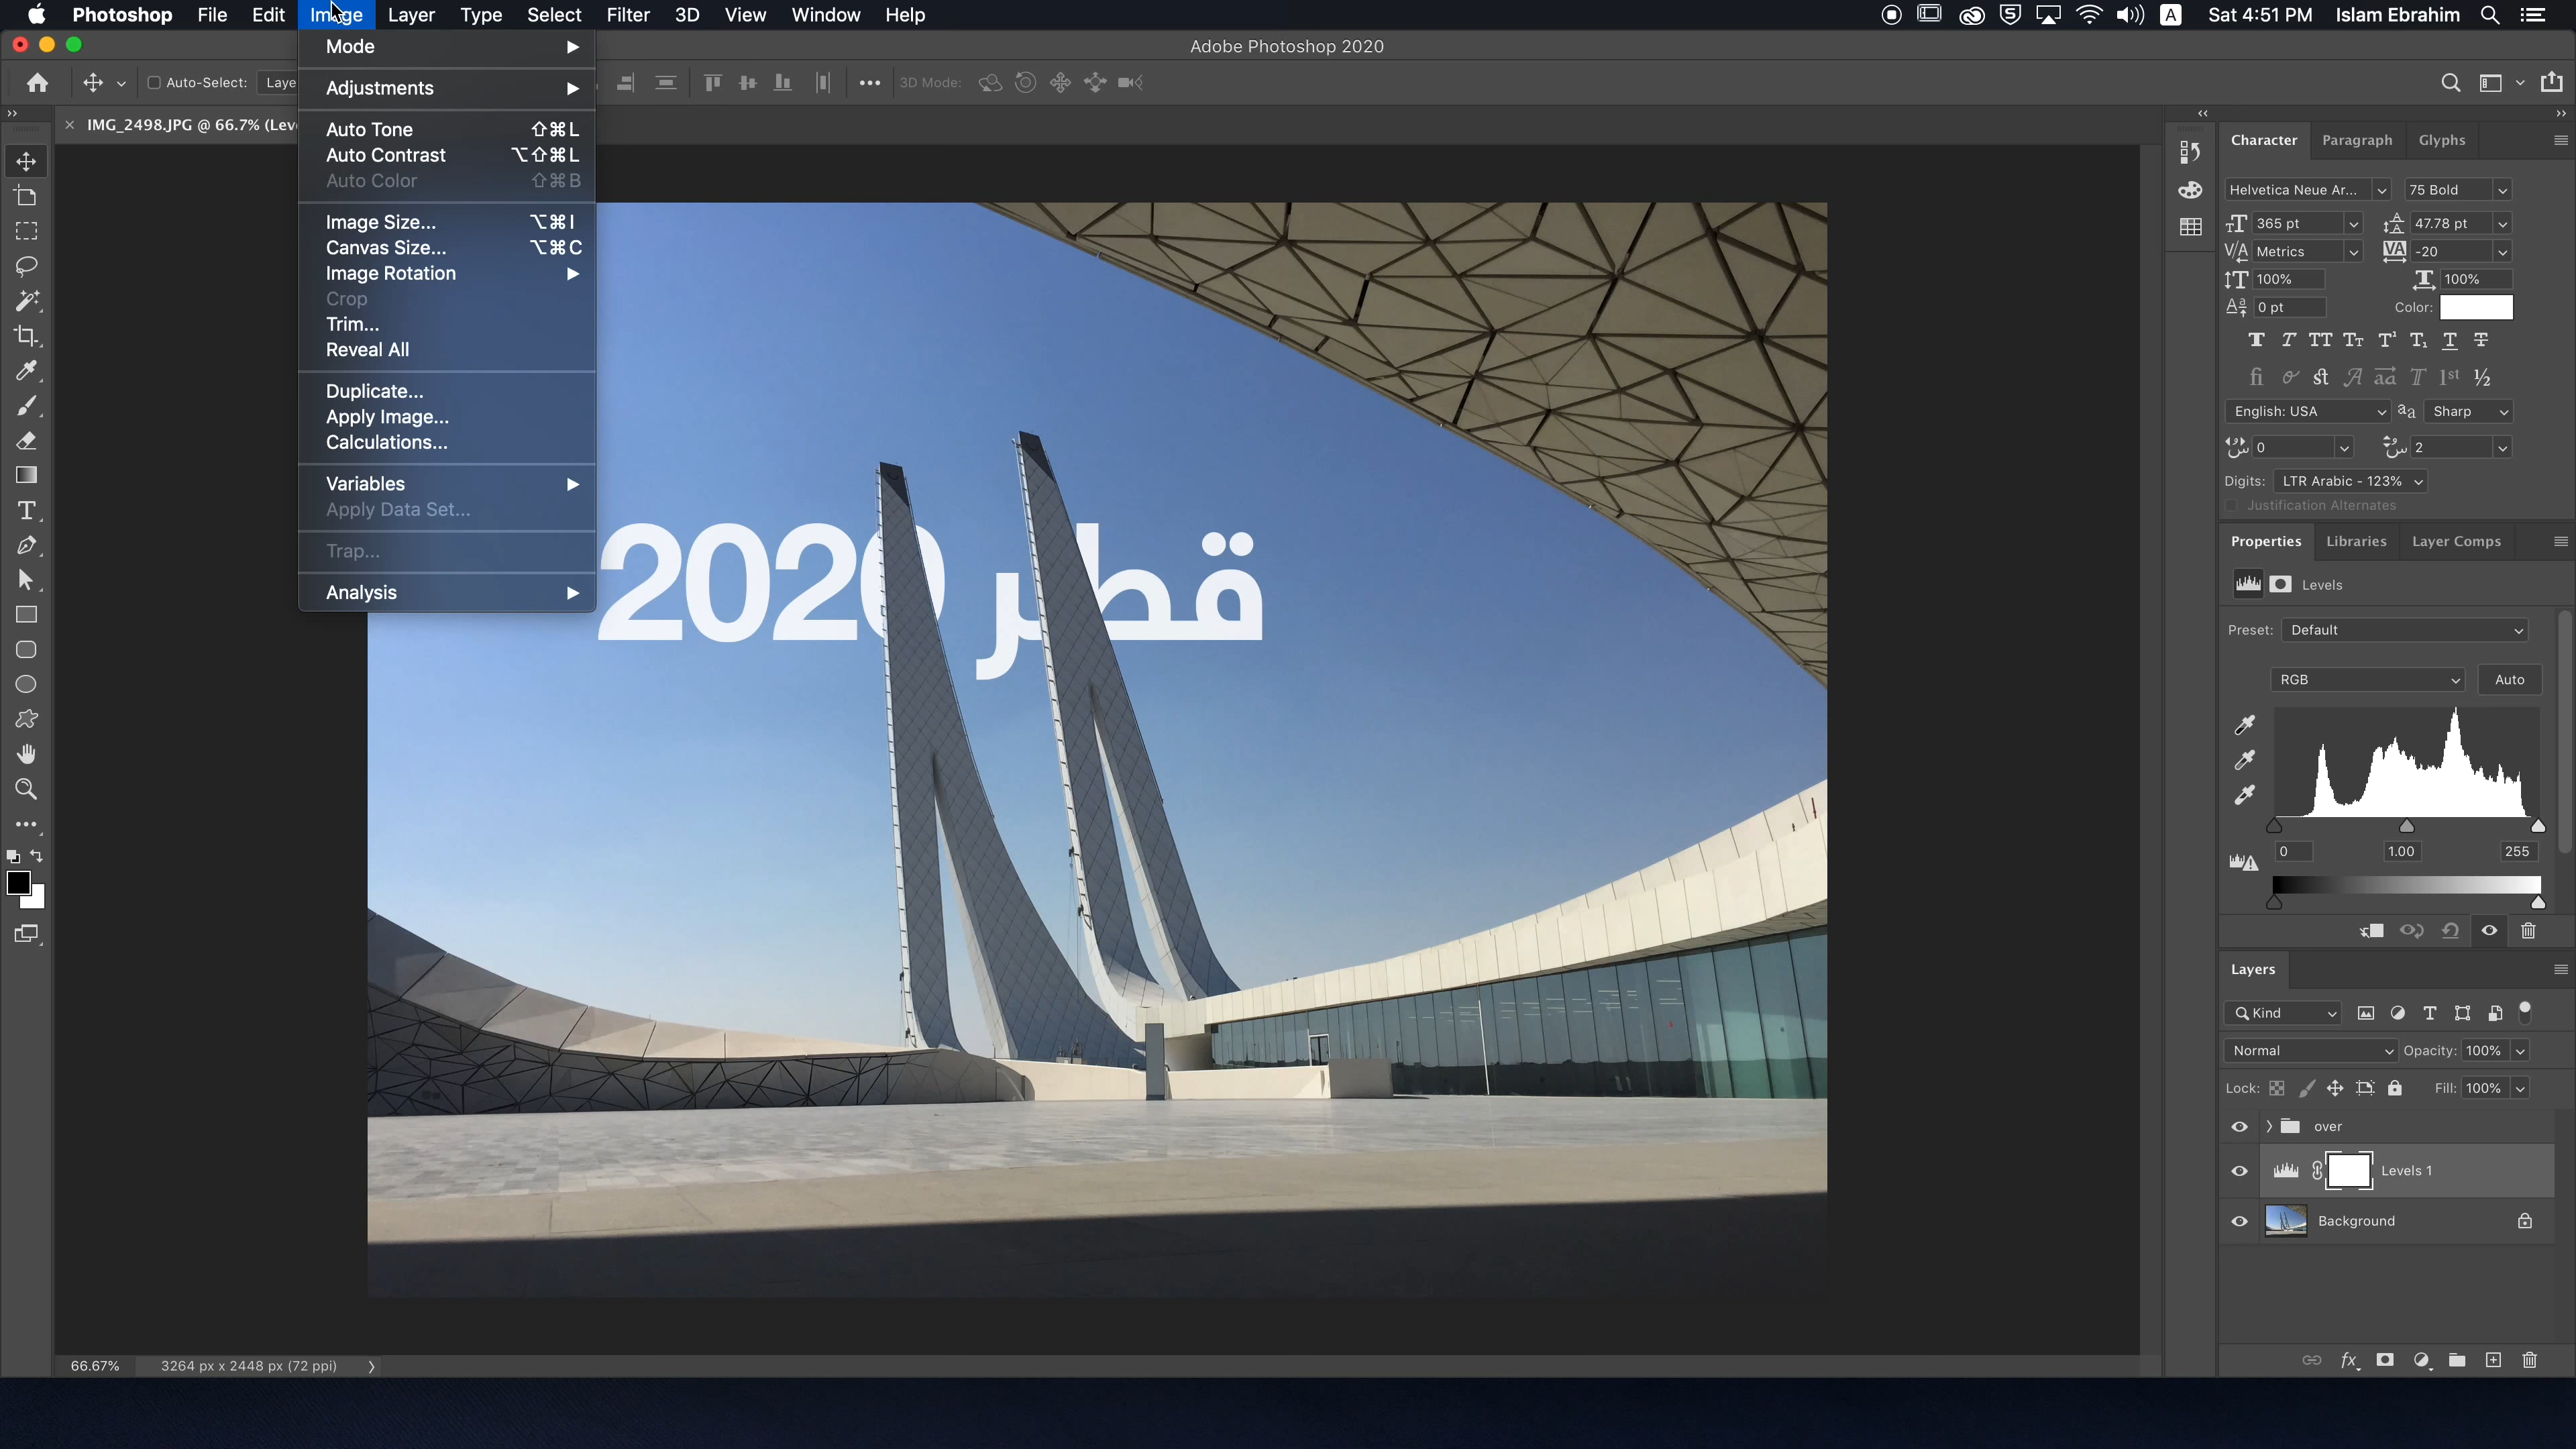 Photoshop File Edit Image Layer Type Select Filter 3D View Window Help
A Sat 4:51 PM Islam Ebrahim
Adobe Photoshop 2020
Auto-Select: Laye
3D Mode:
IMG_2498.JPG @ 66.7% (Lev
Mode
Adjustments
Auto Tone ⇧⌘L
Auto Contrast ⌥⇧⌘L
Auto Color ⇧⌘B
Image Size... ⌥⌘I
Canvas Size... ⌥⌘C
Image Rotation
Crop
Trim...
Reveal All
Duplicate...
Apply Image...
Calculations...
Variables
Apply Data Set...
Trap...
Analysis
قطر 2020
Character Paragraph Glyphs
Helvetica Neue Ar... 75 Bold
365 pt 47.78 pt
Metrics -20
100% 100%
0 pt Color:
English: USA Sharp
0 2
Digits: LTR Arabic - 123%
Justification Alternates
Properties Libraries Layer Comps
Levels
Preset: Default
RGB Auto
0 1.00 255
Layers
Kind
Normal Opacity: 100%
Lock: Fill: 100%
over
Levels 1
Background
66.67% 3264 px x 2448 px (72 ppi)